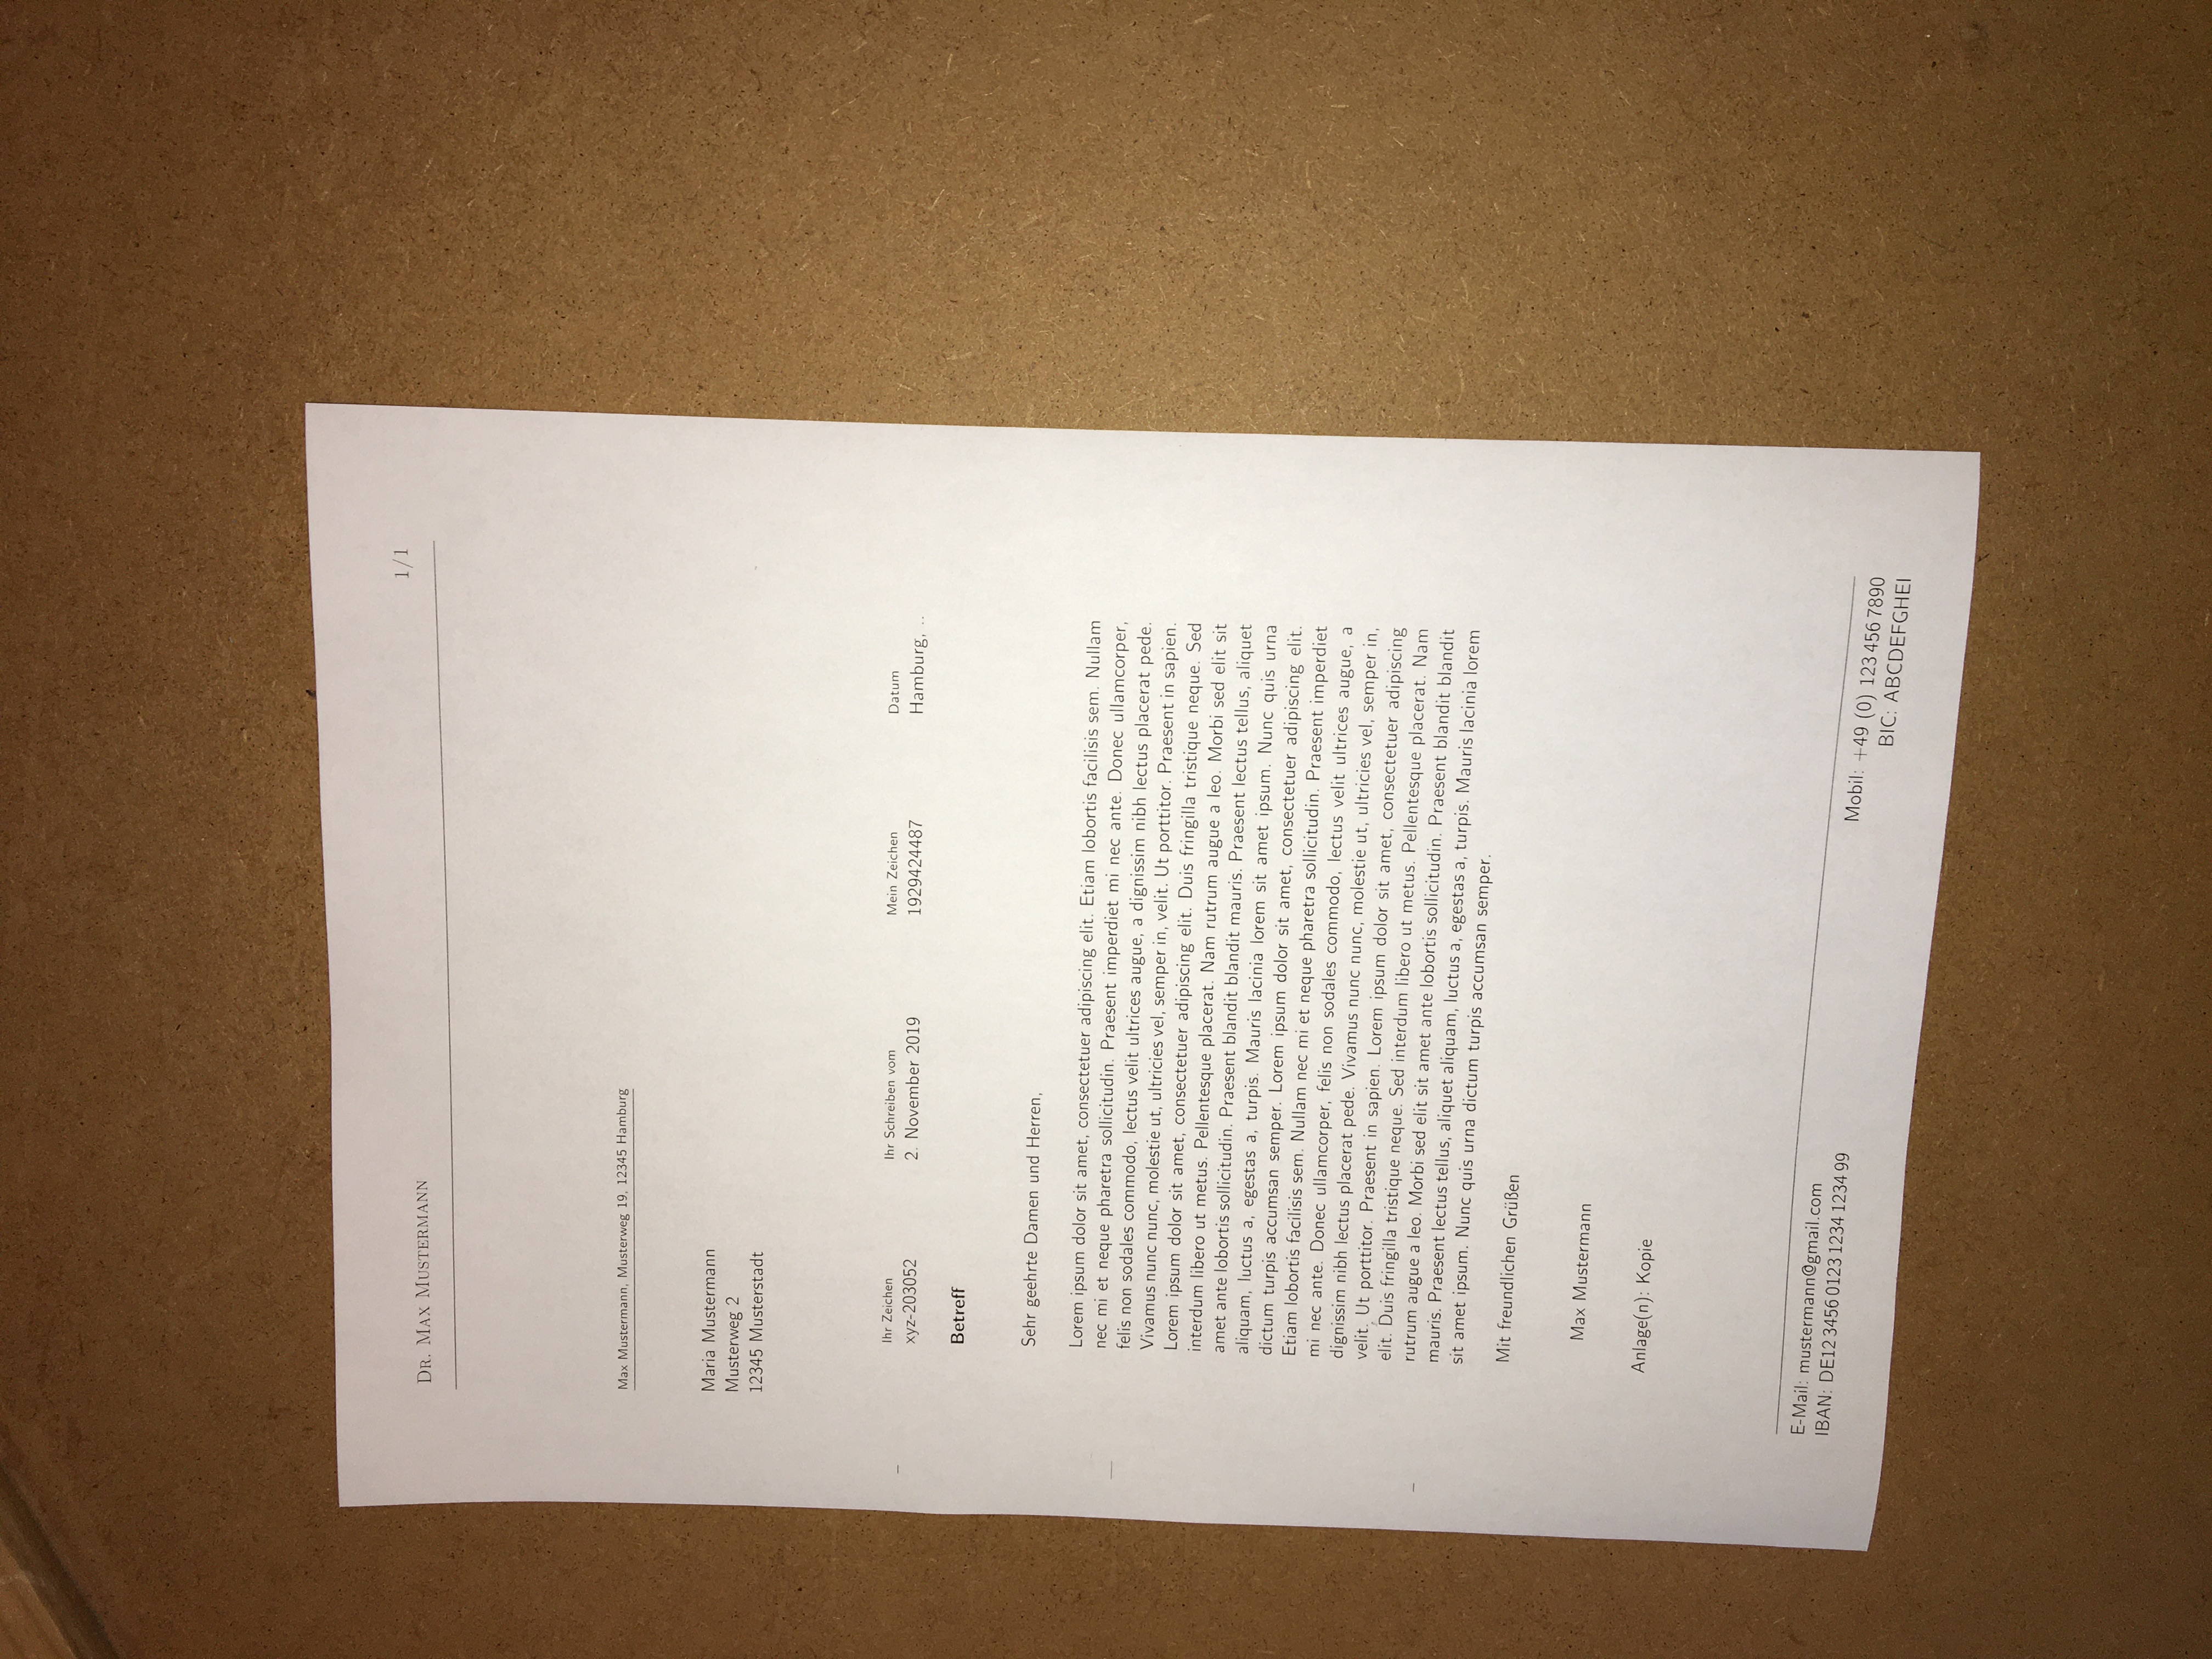 Dr. Max Mustermann
1/1
Max Mustermann, Musterweg 19, 12345 Hamburg
Maria Mustermann
Musterweg 2
12345 Musterstadt
Ihr Zeichen Ihr Schreiben vom Mein Zeichen Datum
xyz-203052 2. November 2019 1929424487 Hamburg, ..
Betreff
Sehr geehrte Damen und Herren,
Lorem ipsum dolor sit amet, consectetuer adipiscing elit. Etiam lobortis facilisis sem. Nullam
nec mi et neque pharetra sollicitudin. Praesent imperdiet mi nec ante. Donec ullamcorper,
felis non sodales commodo, lectus velit ultrices augue, a dignissim nibh lectus placerat pede.
Vivamus nunc nunc, molestie ut, ultricies vel, semper in, velit. Ut porttitor. Praesent in sapien.
Lorem ipsum dolor sit amet, consectetuer adipiscing elit. Duis fringilla tristique neque. Sed
interdum libero ut metus. Pellentesque placerat. Nam rutrum augue a leo. Morbi sed elit sit
amet ante lobortis sollicitudin. Praesent blandit blandit mauris. Praesent lectus tellus, aliquet
aliquam, luctus a, egestas a, turpis. Mauris lacinia lorem sit amet ipsum. Nunc quis urna
dictum turpis accumsan semper. Lorem ipsum dolor sit amet, consectetuer adipiscing elit.
Etiam lobortis facilisis sem. Nullam nec mi et neque pharetra sollicitudin. Praesent imperdiet
mi nec ante. Donec ullamcorper, felis non sodales commodo, lectus velit ultrices augue, a
dignissim nibh lectus placerat pede. Vivamus nunc nunc, molestie ut, ultricies vel, semper in,
velit. Ut porttitor. Praesent in sapien. Lorem ipsum dolor sit amet, consectetuer adipiscing
elit. Duis fringilla tristique neque. Sed interdum libero ut metus. Pellentesque placerat. Nam
rutrum augue a leo. Morbi sed elit sit amet ante lobortis sollicitudin. Praesent blandit blandit
mauris. Praesent lectus tellus, aliquet aliquam, luctus a, egestas a, turpis. Mauris lacinia lorem
sit amet ipsum. Nunc quis urna dictum turpis accumsan semper.
Mit freundlichen Grüßen
Max Mustermann
Anlage(n): Kopie
E-Mail: mustermann@gmail.com
IBAN: DE12 3456 0123 1234 1234 99
Mobil: +49 (0) 123 456 7890
BIC: ABCDEFGHEI